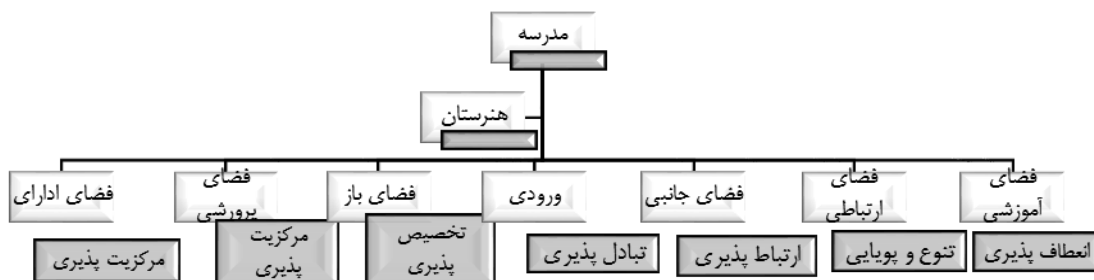 مدرسه
هنرستان
فضای
آموزشی
فضای
ارتباطی
فضای جانبی
ورودی
فضای باز
فضای
پرورشی
فضای ادارای
انعطاف پذیری
تنوع و پویایی
ارتباط پذیری
تبادل پذیری
تخصیص
پذیری
مرکزیت
پذیری
مرکزیت پذیری